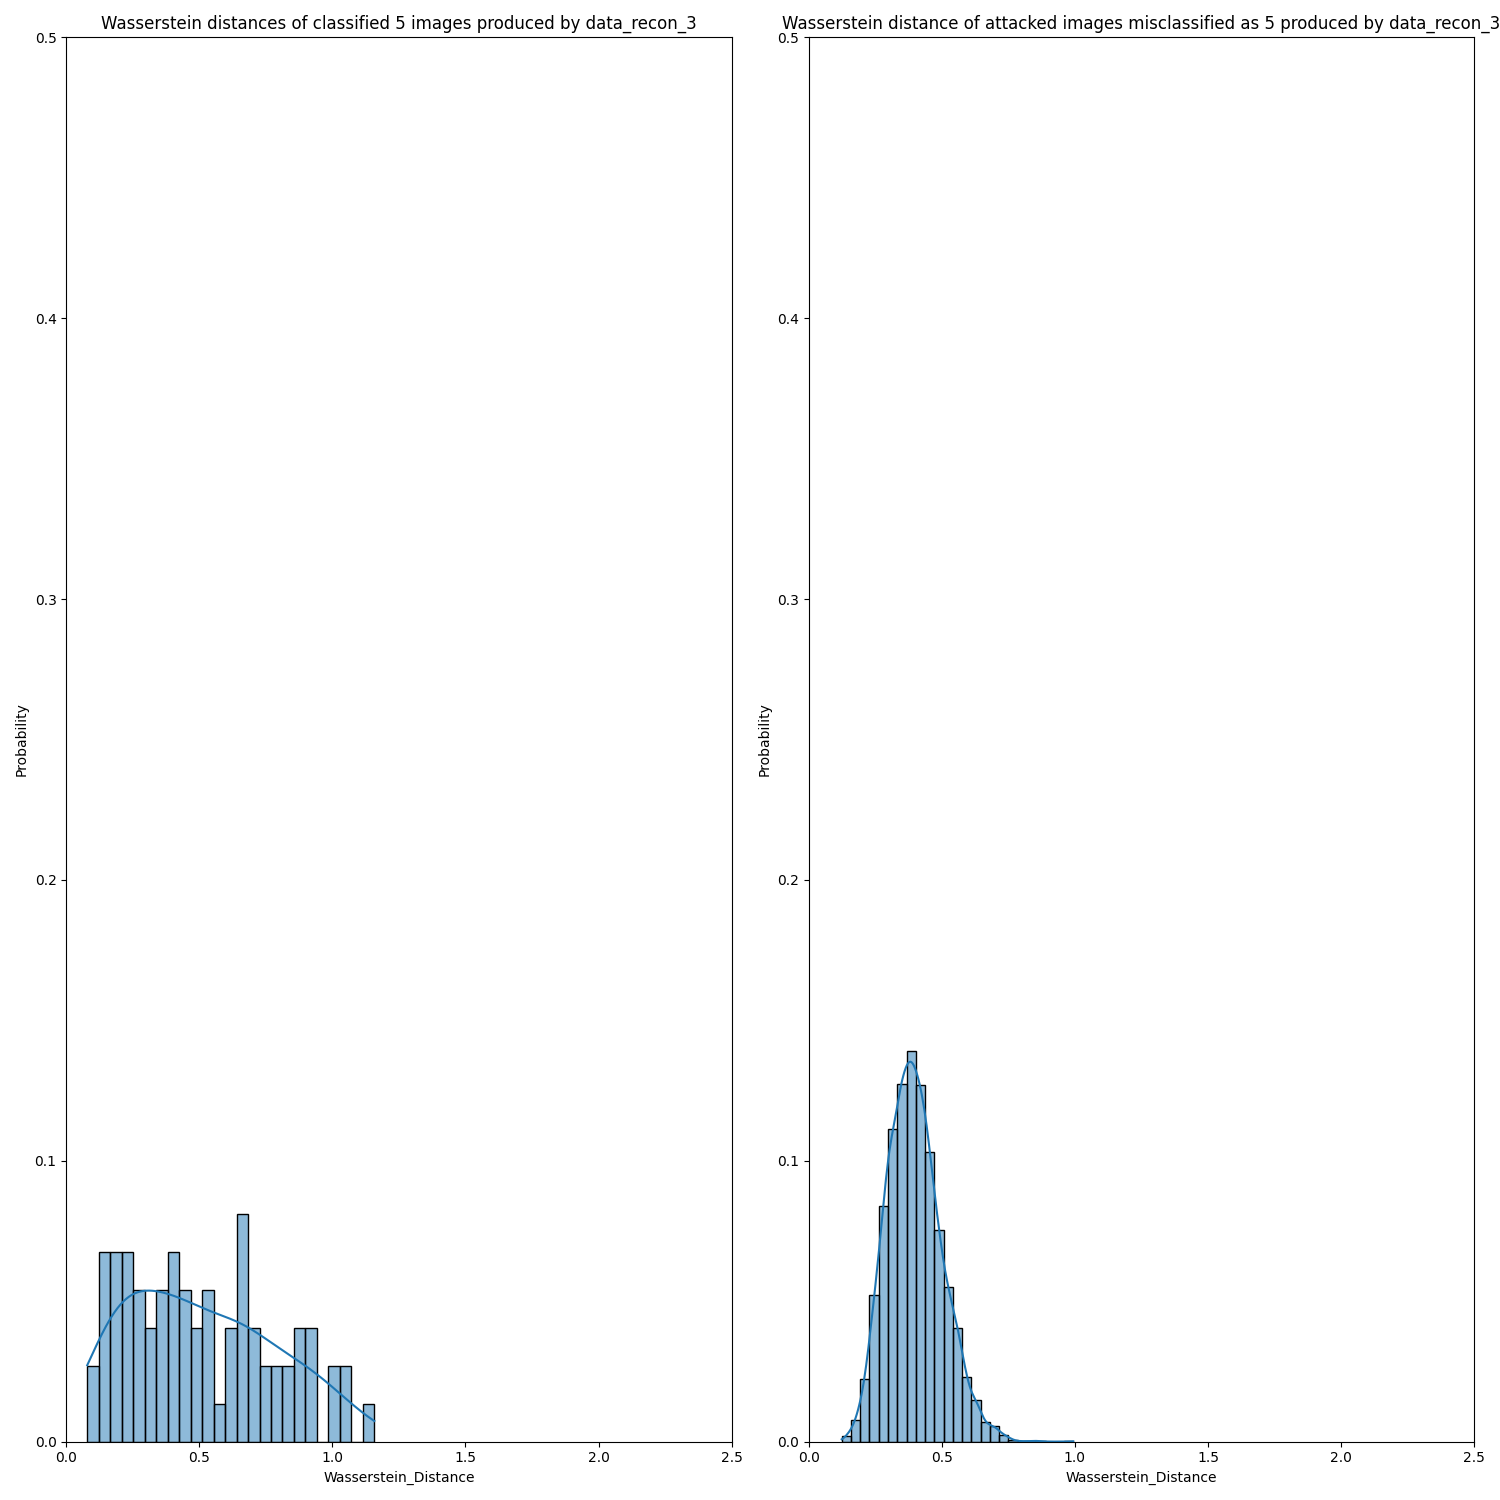 Wasserstein distances of classified 5 images produced by data_recon_3
0.5
0.4
0.3
0.2
0.1
0.0
Probability
0.0 0.5 1.0 1.5 2.0 2.5
Wasserstein_Distance
Wasserstein distance of attacked images misclassified as 5 produced by data_recon_3
0.5
0.4
0.3
0.2
0.1
0.0
Probability
0.0 0.5 1.0 1.5 2.0 2.5
Wasserstein_Distance